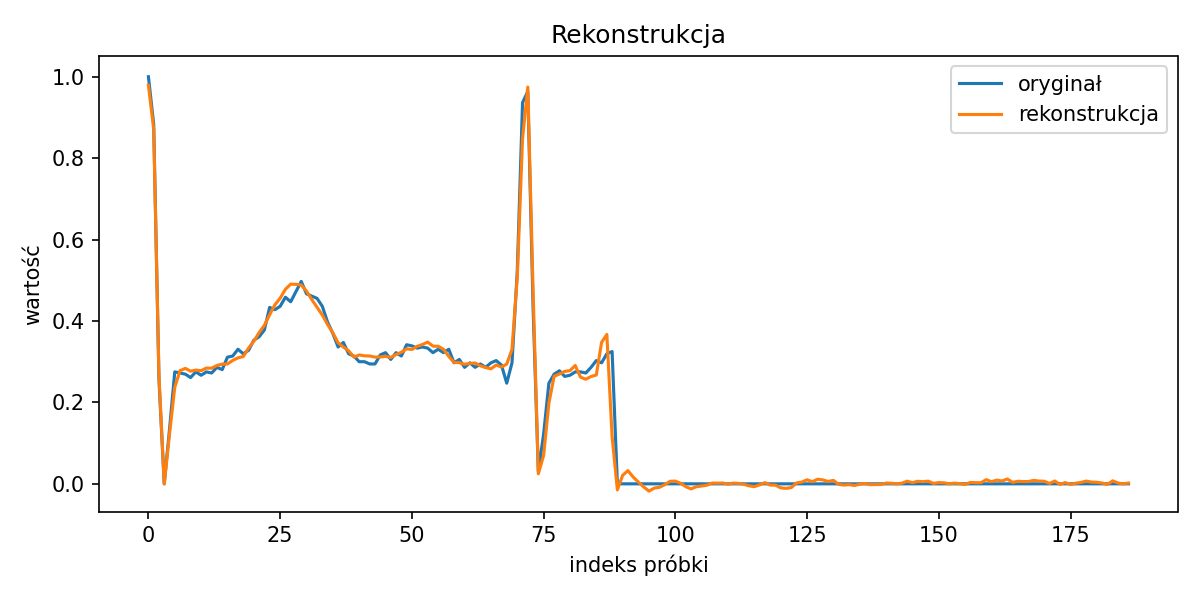 Rekonstrukcja
oryginał
rekonstrukcja
wartość
1.0
0.8
0.6
0.4
0.2
0.0
0 25 50 75 100 125 150 175
indeks próbki